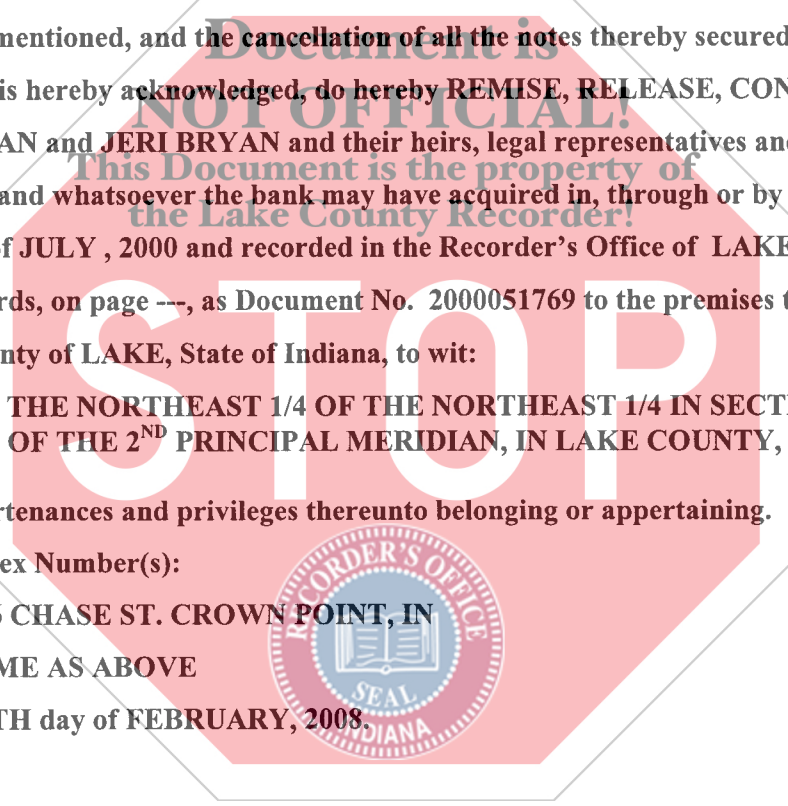 mentioned, and the cancellation of all the notes thereby secured
Document is
is hereby acknowledged, do hereby REMISE, RELEASE, CON
NOT OFFICIAL!
AN and JERI BRYAN and their heirs, legal representatives and
This Document is the property of
and whatsoever the bank may have acquired in, through or by
the Lake County Recorder!
of JULY , 2000 and recorded in the Recorder's Office of LAKE
rds, on page ---, as Document No. 2000051769 to the premises t
nty of LAKE, State of Indiana, to wit:
STOP
THE NORTHEAST 1/4 OF THE NORTHEAST 1/4 IN SECTI
OF THE 2ND PRINCIPAL MERIDIAN, IN LAKE COUNTY,
rtenances and privileges thereunto belonging or appertaining.
ex Number(s):
RECORDER'S OFFICE
CHASE ST. CROWN POINT, IN
ME AS ABOVE
SEAL
TH day of FEBRUARY, 2008.
INDIANA